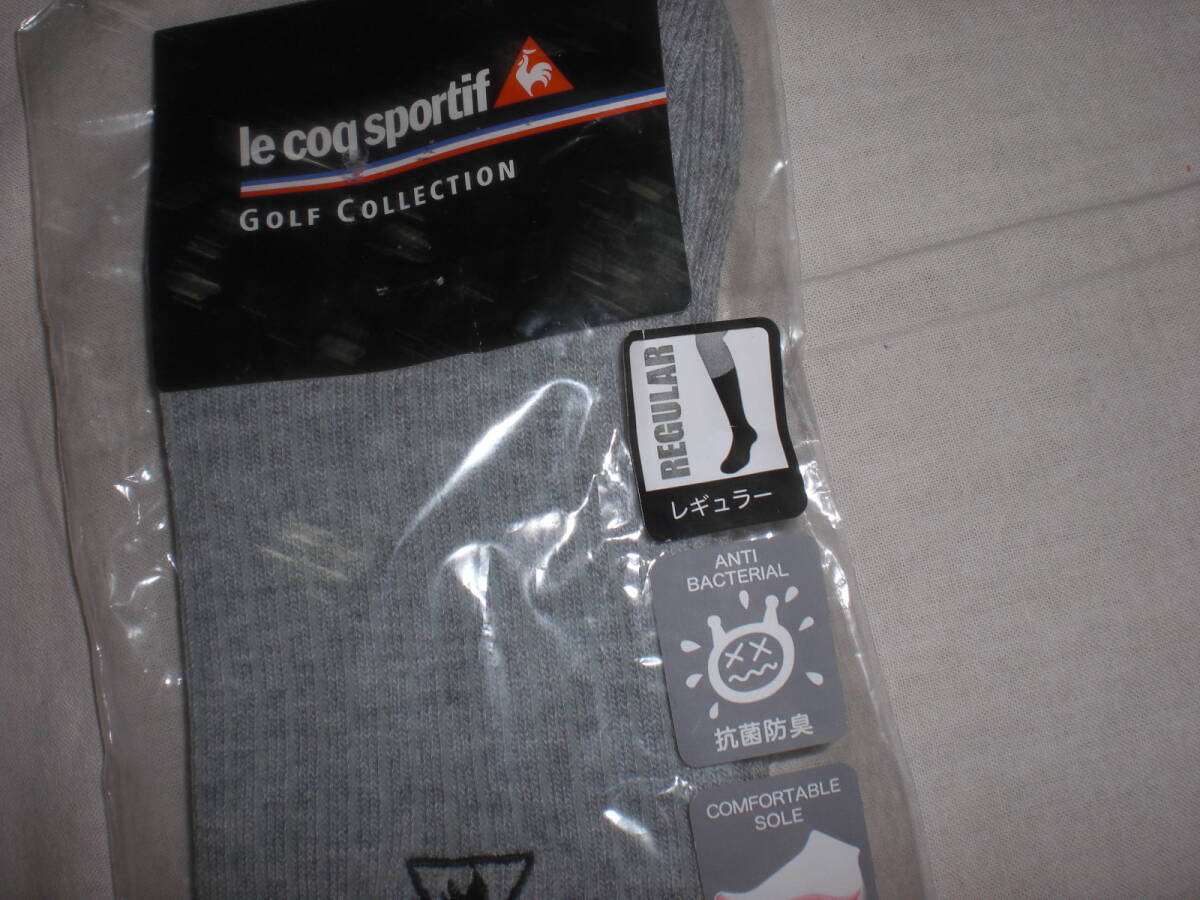 le coq sportif
GOLF COLLECTION
REGULAR
レギュラー
ANTI
BACTERIAL
抗菌防臭
COMFORTABLE
SOLE